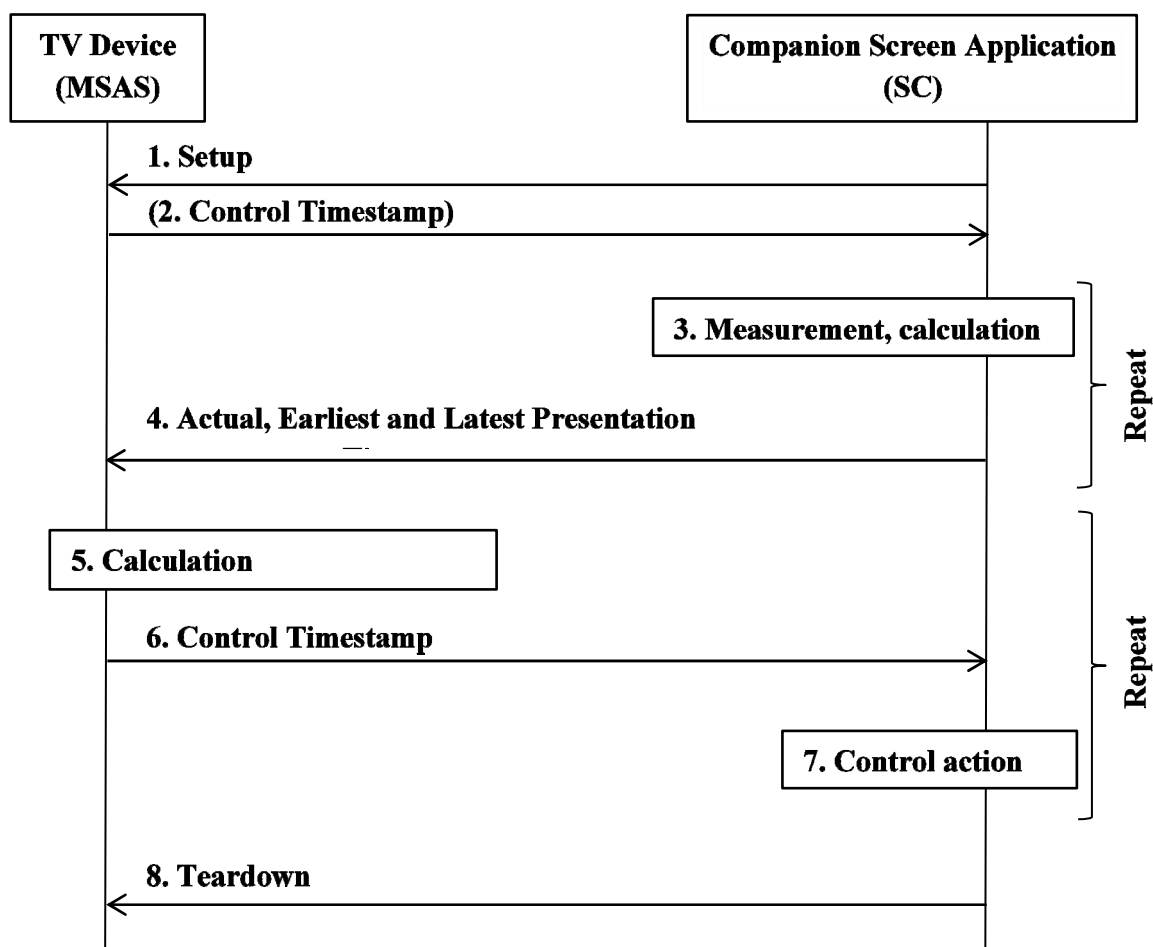 TV Device
(MSAS)
Companion Screen Application
(SC)
1. Setup
(2. Control Timestamp)
3. Measurement, calculation
Repeat
4. Actual, Earliest and Latest Presentation
5. Calculation
6. Control Timestamp
Repeat
7. Control action
8. Teardown